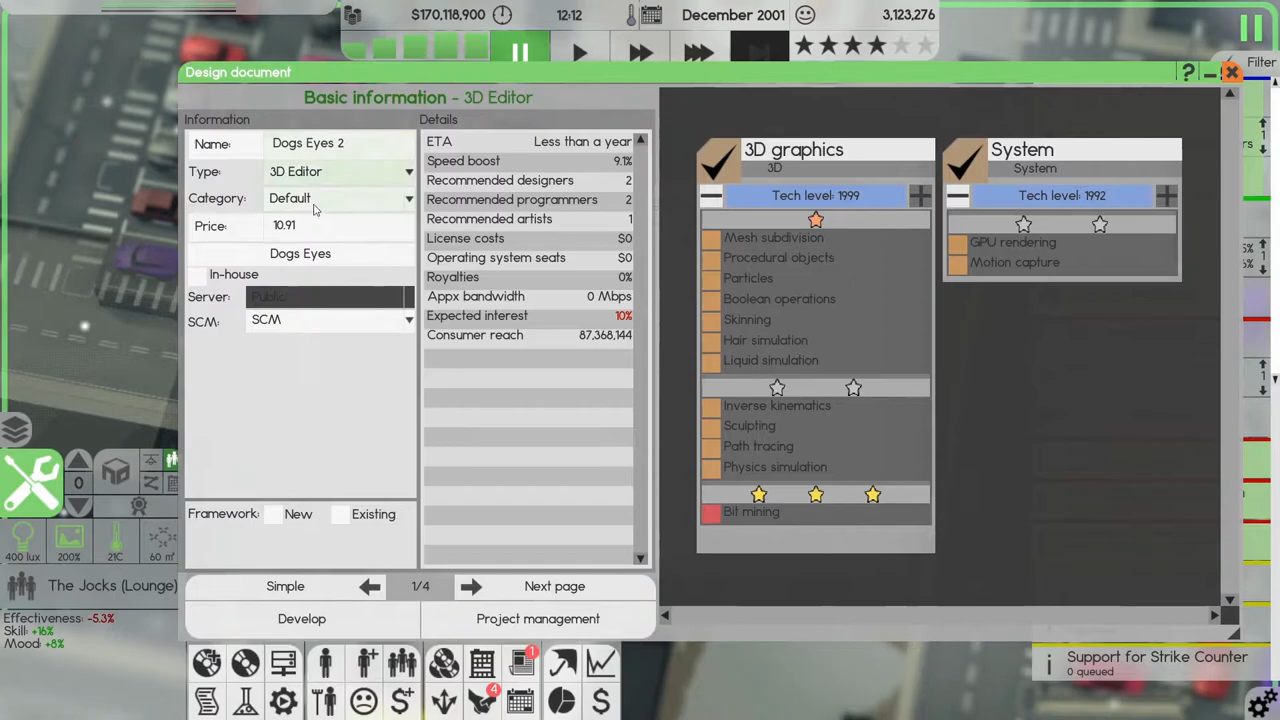 $170,118,900
12:12
December 2001
3,123,276
Filter
Design document
?
Basic information - 3D Editor
Information
Details
Name:
Dogs Eyes 2
Type:
3D Editor
Category:
Default
Price:
10.91
Dogs Eyes
In-house
Server:
Public
SCM:
SCM
ETA
Less than a year
Speed boost
9.1%
Recommended designers
2
Recommended programmers
2
Recommended artists
1
License costs
$0
Operating system seats
$0
Royalties
0%
Appx bandwidth
0 Mbps
Expected interest
10%
Consumer reach
87,368,144
Framework:
New
Existing
Simple
1/4
Next page
Develop
Project management
3D graphics
3D
Tech level: 1999
Mesh subdivision
Procedural objects
Particles
Boolean operations
Skinning
Hair simulation
Liquid simulation
Inverse kinematics
Sculpting
Path tracing
Physics simulation
Bit mining
System
System
Tech level: 1992
GPU rendering
Motion capture
0
400 lux
200%
21C
60 m²
The Jocks (Lounge)
Effectiveness: -5.3%
Skill: +16%
Mood: +8%
1
4
Support for Strike Counter
0 queued